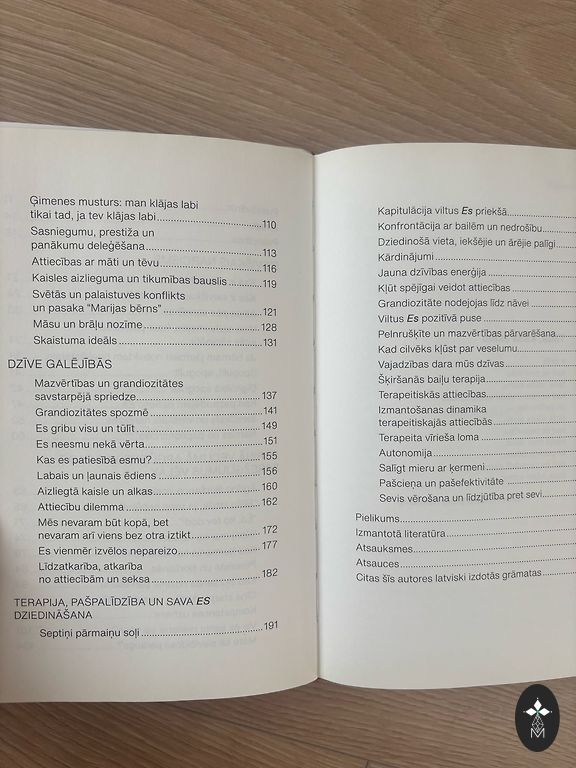 Ģimenes musturs: man klājas labi
tikai tad, ja tev klājas labi 110
Sasniegumu, prestiža un
panākumu deleģēšana 113
Attiecības ar māti un tēvu 116
Kaisles aizlieguma un tikumības bauslis 119
Svētās un palaistuves konflikts
un pasaka "Marijas bērns" 121
Māsu un brāļu nozīme 128
Skaistuma ideāls 131
DZĪVE GALĒJĪBĀS
Mazvērtības un grandiozitātes
savstarpējā spriedze 137
Grandiozitātes spozmē 141
Es gribu visu un tūlīt 149
Es neesmu nekā vērta 151
Kas es patiesībā esmu? 155
Labais un ļaunais ēdiens 156
Aizliegtā kaisle un alkas 160
Attiecību dilemma 162
Mēs nevaram būt kopā, bet
nevaram arī viens bez otra iztikt 172
Es vienmēr izvēlos nepareizo 177
Līdzatkarība, atkarība
no attiecībām un seksa 182
TERAPIJA, PAŠPALĪDZĪBA UN SAVA ES
DZIEDINĀŠANA
Septiņi pārmaiņu soļi 191
Kapitulācija viltus Es priekšā
Konfrontācija ar bailēm un nedrošību
Dziedinošā vieta, iekšējie un ārējie palīgi
Kārdinājumi
Jauna dzīvības enerģija
Kļūt spējīgai veidot attiecības
Grandiozitāte nodejojas līdz nāvei
Viltus Es pozitīvā puse
Pelnrušķīte un mazvērtības pārvarēšana
Kad cilvēks kļūst par veselumu
Vajadzības dara mūs dzīvas
Šķiršanās baiļu terapija
Terapeitiskās attiecības
Izmantošanas dinamika
terapeitiskajās attiecībās
Terapeita vīrieša loma
Autonomija
Salīgt mieru ar ķermeni
Pašcieņa un pašefektivitāte
Sevis vērošana un līdzjūtība pret sevi
Pielikums
Izmantotā literatūra
Atsauksmes
Atsauces
Citas šīs autores latviski izdotās grāmatas
M